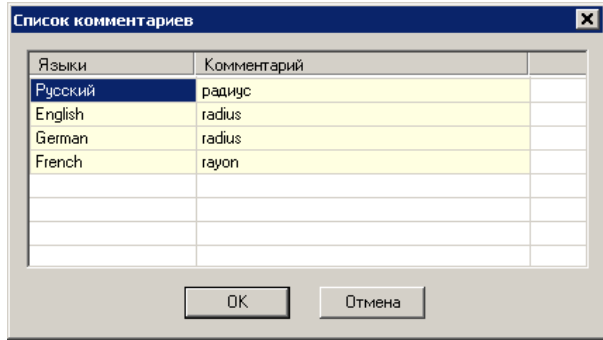 Список комментариев
Языки Комментарий
Русский радиус
English radius
German radius
French rayon
OK Отмена